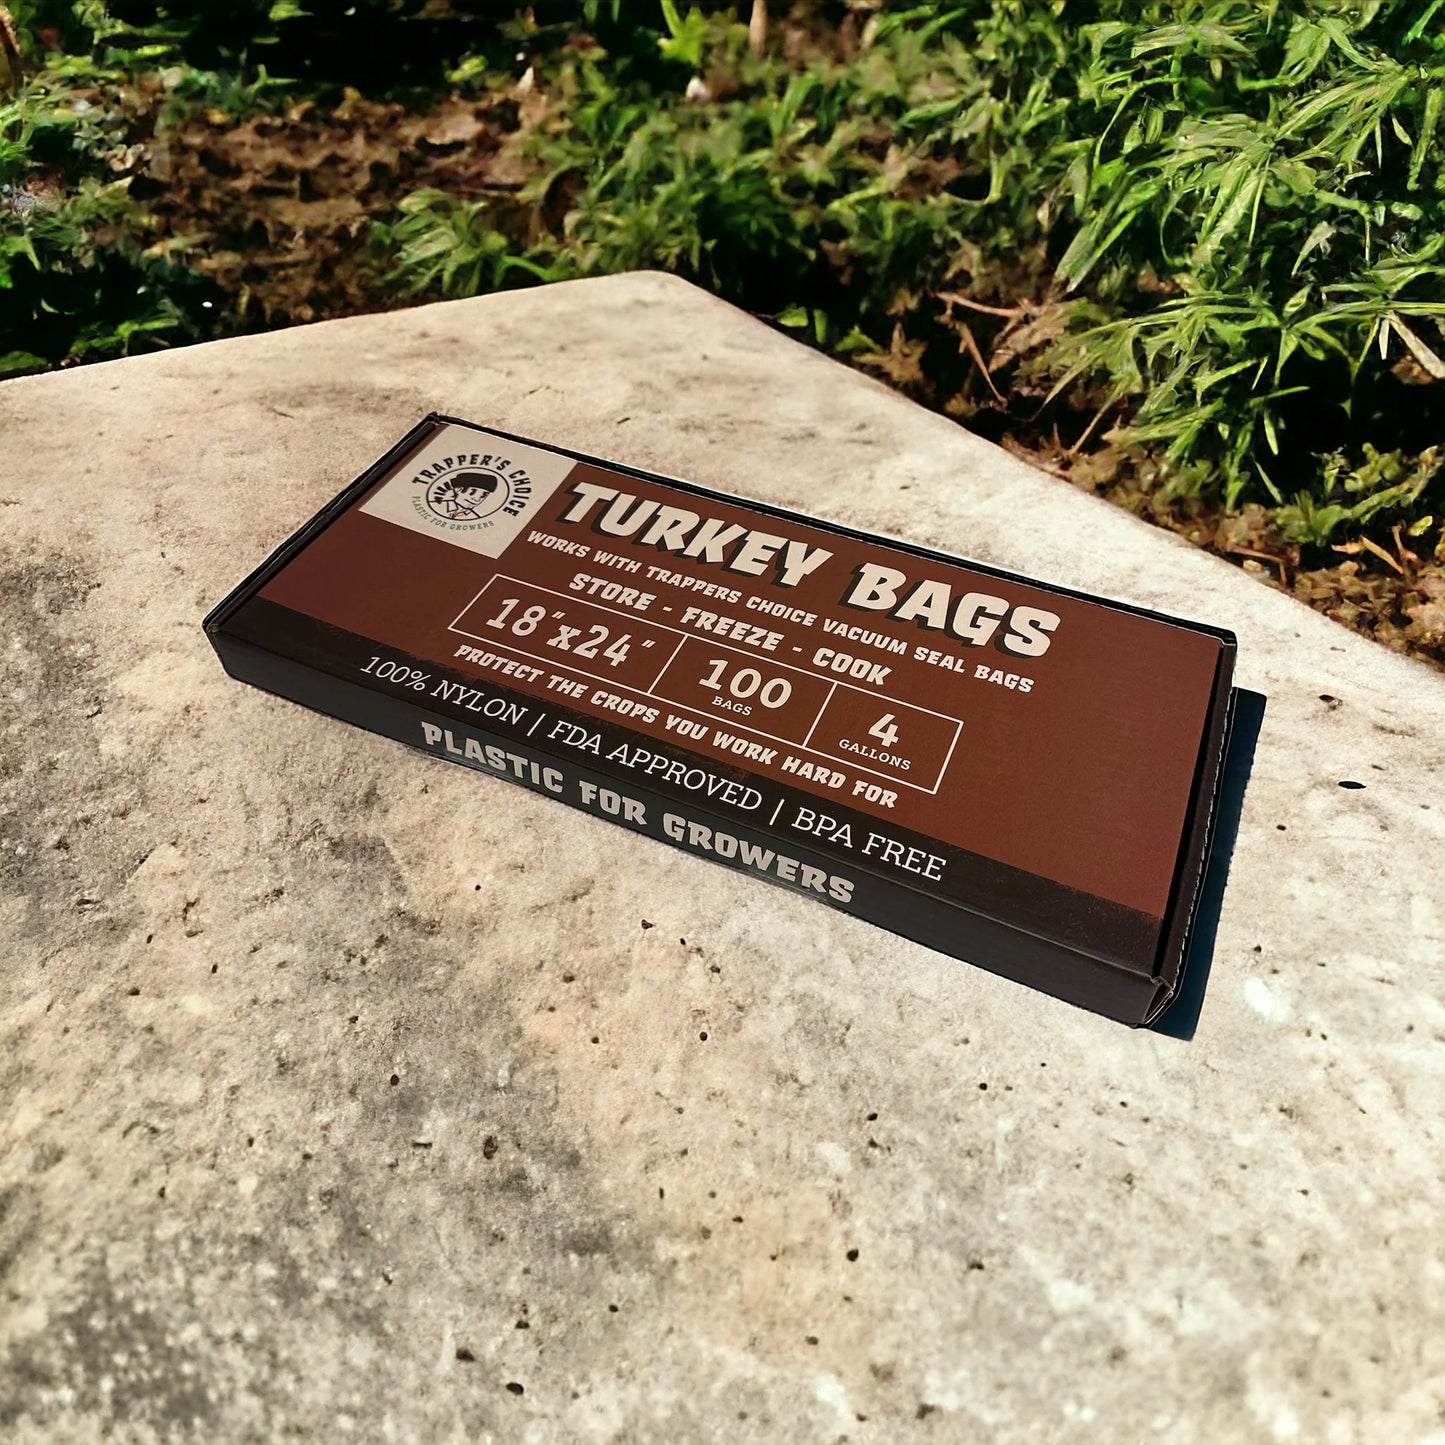 TRAPPER'S CHOICE
PLASTIC FOR GROWERS
TURKEY BAGS
WORKS WITH TRAPPERS CHOICE VACUUM SEAL BAGS
STORE - FREEZE - COOK
18"x24"
100
BAGS
4
GALLONS
PROTECT THE CROPS YOU WORK HARD FOR
100% NYLON | FDA APPROVED | BPA FREE
PLASTIC FOR GROWERS